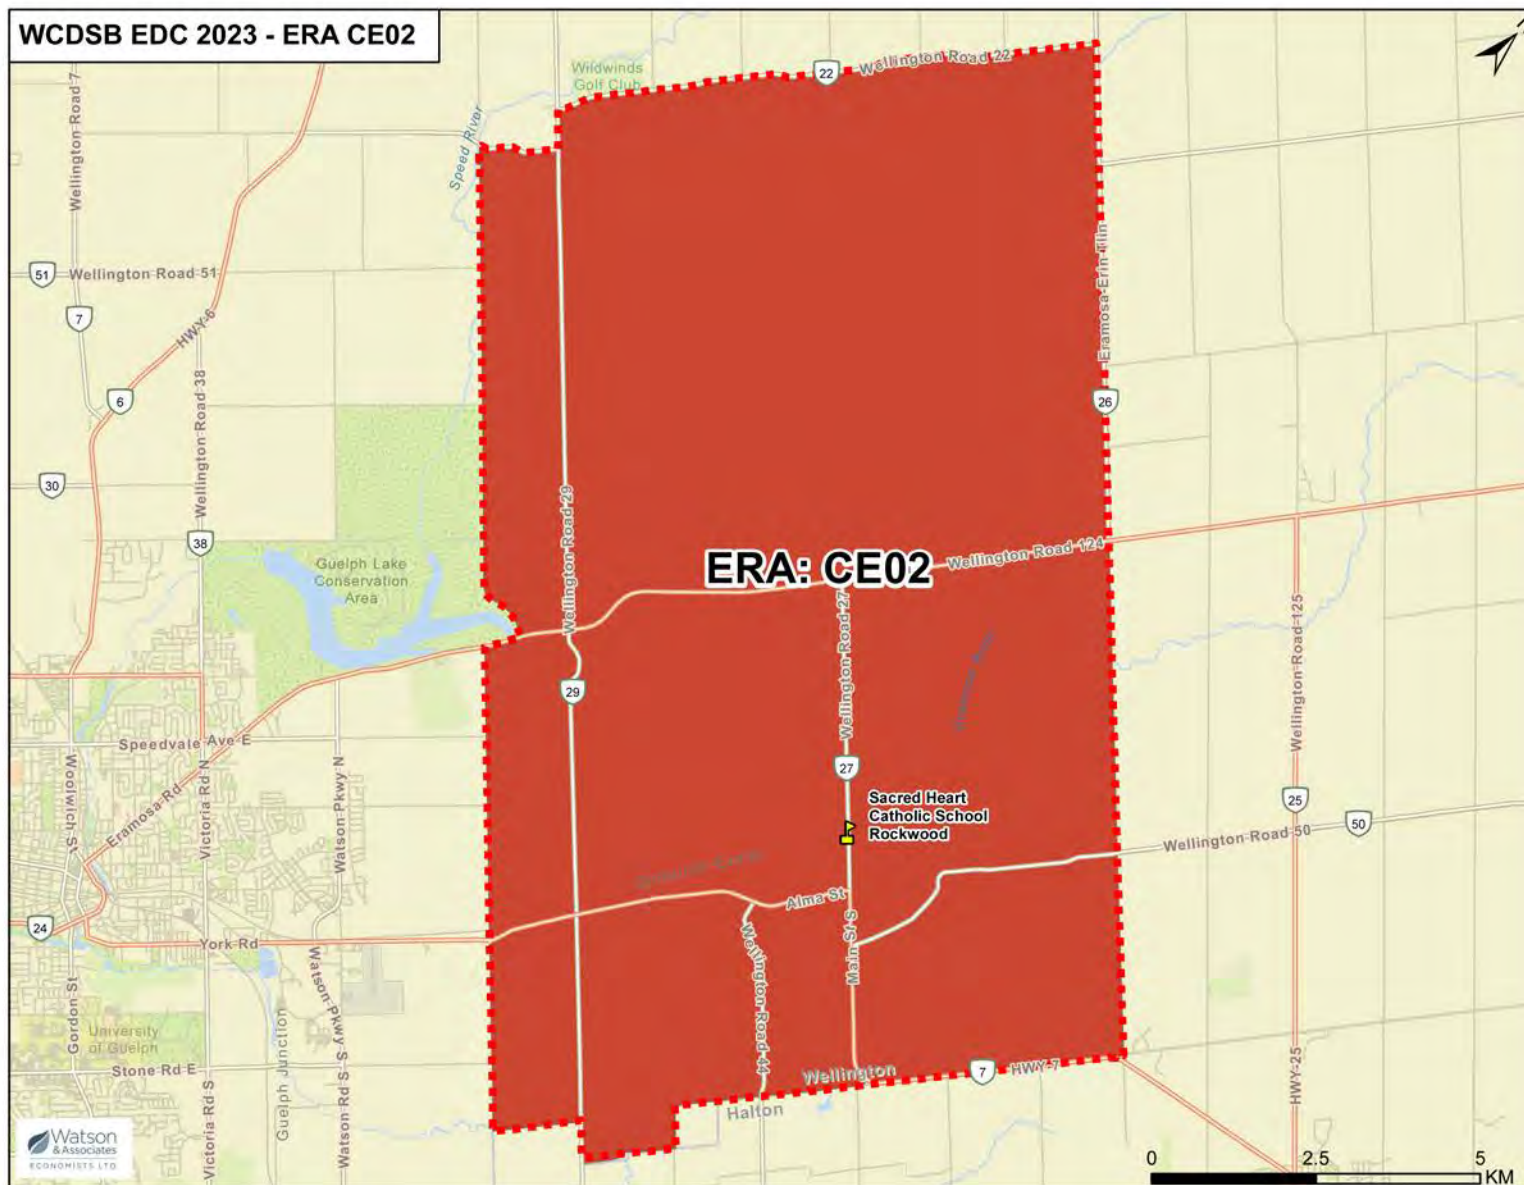 WCDSB EDC 2023 - ERA CE02
Wildwinds
Golf Club
22
Wellington Road 22
Wellington Road 7
Speed River
51
Wellington Road 51
7
HWY-6
Wellington Road 38
6
Eramosa-Erin Tlin
26
30
38
Wellington Road 29
Guelph Lake
Conservation
Area
ERA: CE02
Wellington Road 124
Wellington Road 27
Wellington Road 125
29
Speedvale Ave E
Woolwich St
Eramosa Rd
Victoria Rd N
Watson Pkwy N
27
25
Sacred Heart
Catholic School
Rockwood
50
Wellington Road 50
Alma St
24
York Rd
Main St S
Wellington Road 44
Watson Pkwy S
Gordon St
University
of Guelph
Guelph Junction
Stone Rd E
Wellington
7
HWY-7
HWY-25
Halton
Victoria Rd S
Watson Rd S
Watson
& Associates
ECONOMISTS LTD.
0
2.5
5
KM